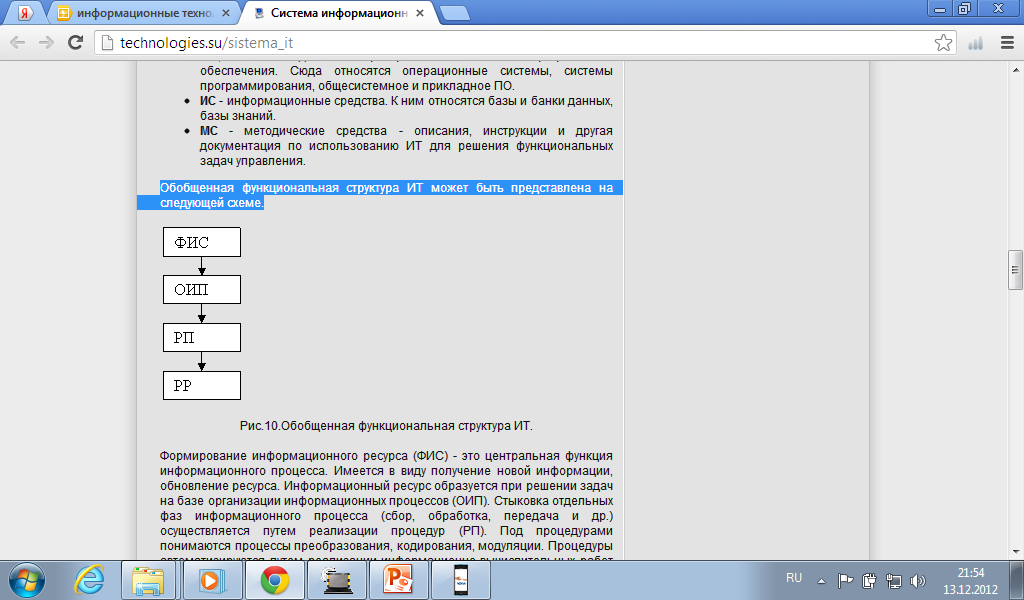 информационные техно.
Система информационн
technologies.su/sistema_it
обеспечения. Сюда относятся операционные системы, системы
программирования, общесистемное и прикладное ПО.
ИС - информационные средства. К ним относятся базы и банки данных,
базы знаний.
МС - методические средства - описания, инструкции и другая
документация по использованию ИТ для решения функциональных
задач управления.
Обобщенная функциональная структура ИТ может быть представлена на
следующей схеме.
ФИС
ОИП
РП
РР
Рис.10.Обобщенная функциональная структура ИТ.
Формирование информационного ресурса (ФИС) - это центральная функция
информационного процесса. Имеется в виду получение новой информации,
обновление ресурса. Информационный ресурс образуется при решении задач
на базе организации информационных процессов (ОИП). Стыковка отдельных
фаз информационного процесса (сбор, обработка, передача и др.)
осуществляется путем реализации процедур (РП). Под процедурами
понимаются процессы преобразования, кодирования, модуляции. Процедуры
RU
21:54
13.12.2012